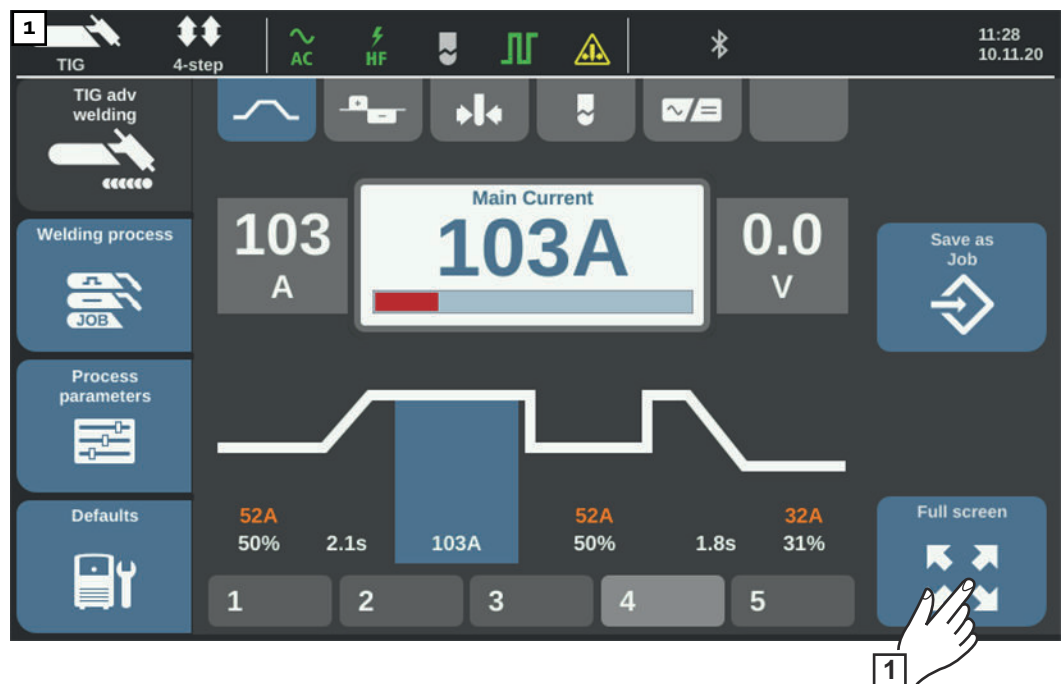 1
TIG
4-step
AC
HF
11:28
10.11.20
TIG adv
welding
Welding process
JOB
Process
parameters
Defaults
103
A
Main Current
103A
0.0
V
Save as
Job
52A
50%
2.1s
103A
52A
50%
1.8s
32A
31%
1
2
3
4
5
Full screen
1